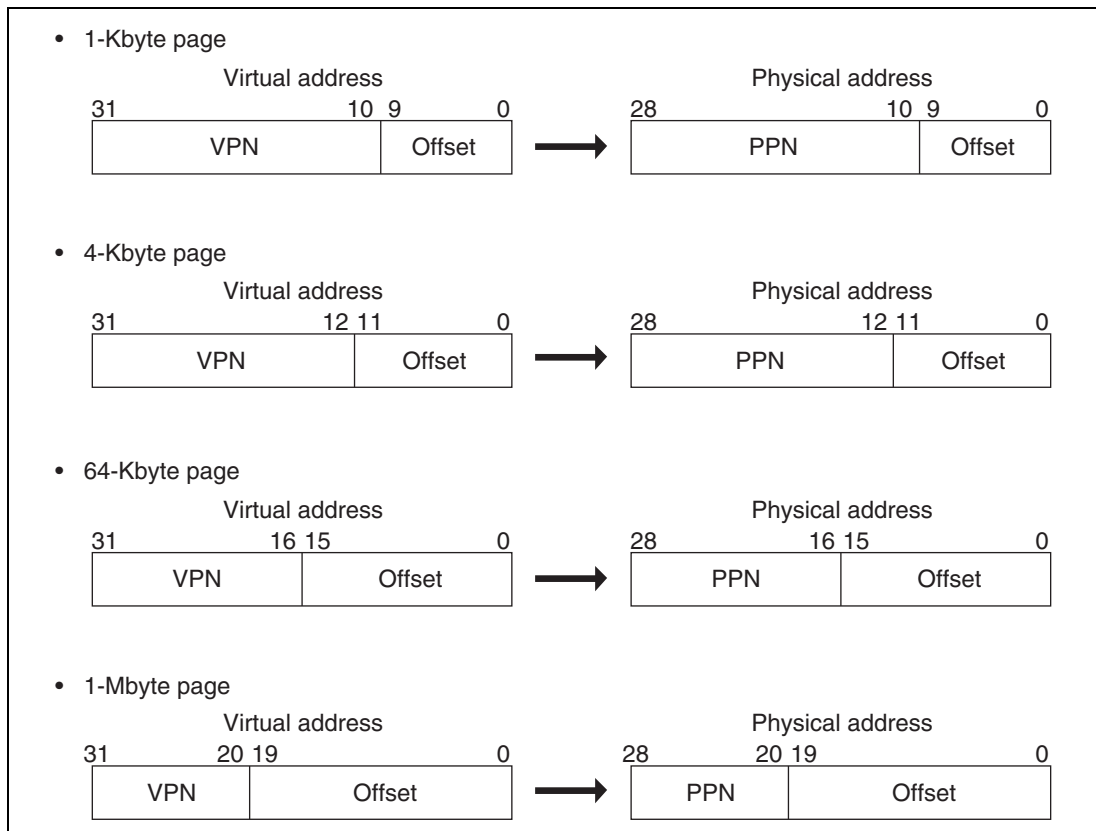 • 1-Kbyte page
Virtual address Physical address
31 10 9 0 28 10 9 0
VPN Offset PPN Offset
• 4-Kbyte page
Virtual address Physical address
31 12 11 0 28 12 11 0
VPN Offset PPN Offset
• 64-Kbyte page
Virtual address Physical address
31 16 15 0 28 16 15 0
VPN Offset PPN Offset
• 1-Mbyte page
Virtual address Physical address
31 20 19 0 28 20 19 0
VPN Offset PPN Offset